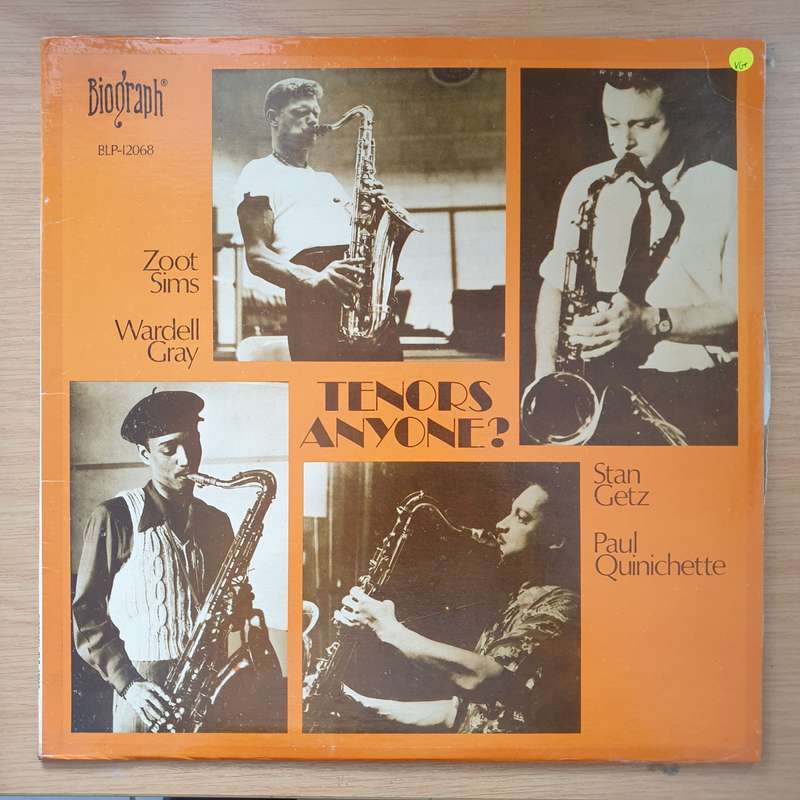 Biograph®
BLP-12068
VG+
Zoot
Sims
Wardell
Gray
TENORS
ANYONE?
Stan
Getz
Paul
Quinichette